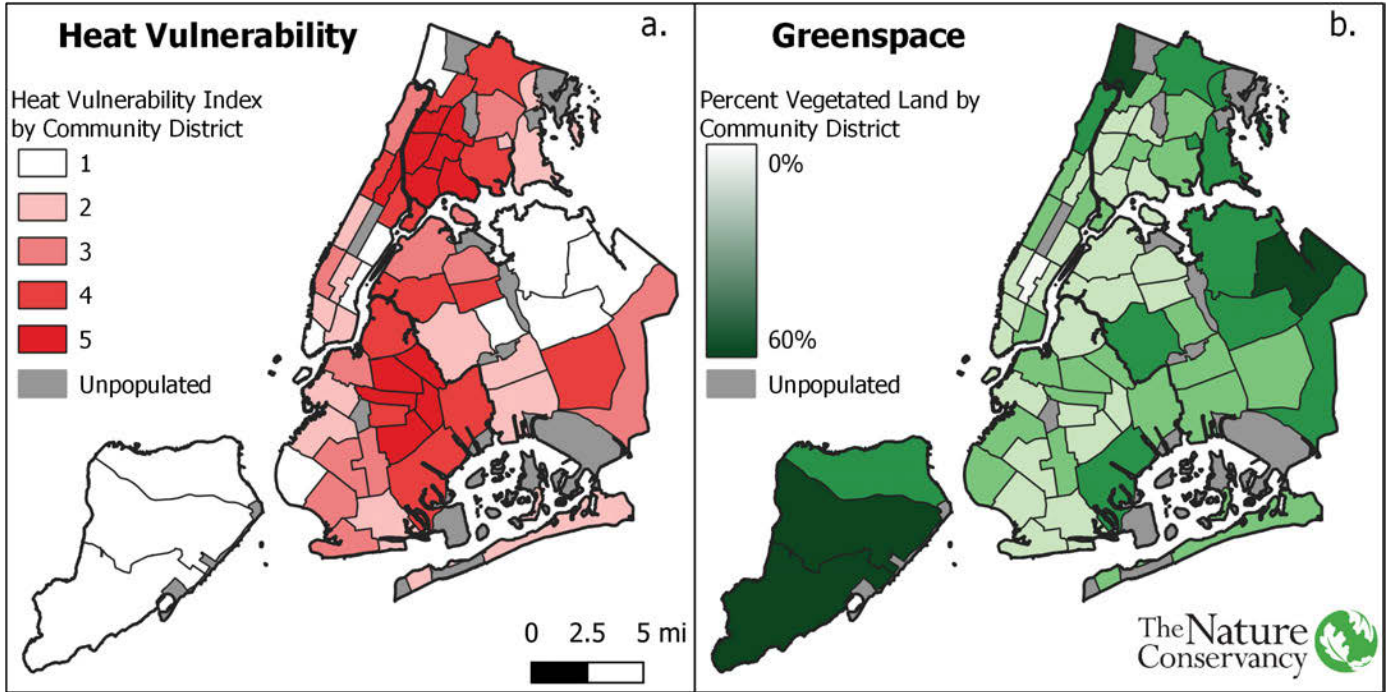 Heat Vulnerability
a.
Heat Vulnerability Index
by Community District
1
2
3
4
5
Unpopulated
0 2.5 5 mi
Greenspace
b.
Percent Vegetated Land by
Community District
0%
60%
Unpopulated
The Nature
Conservancy